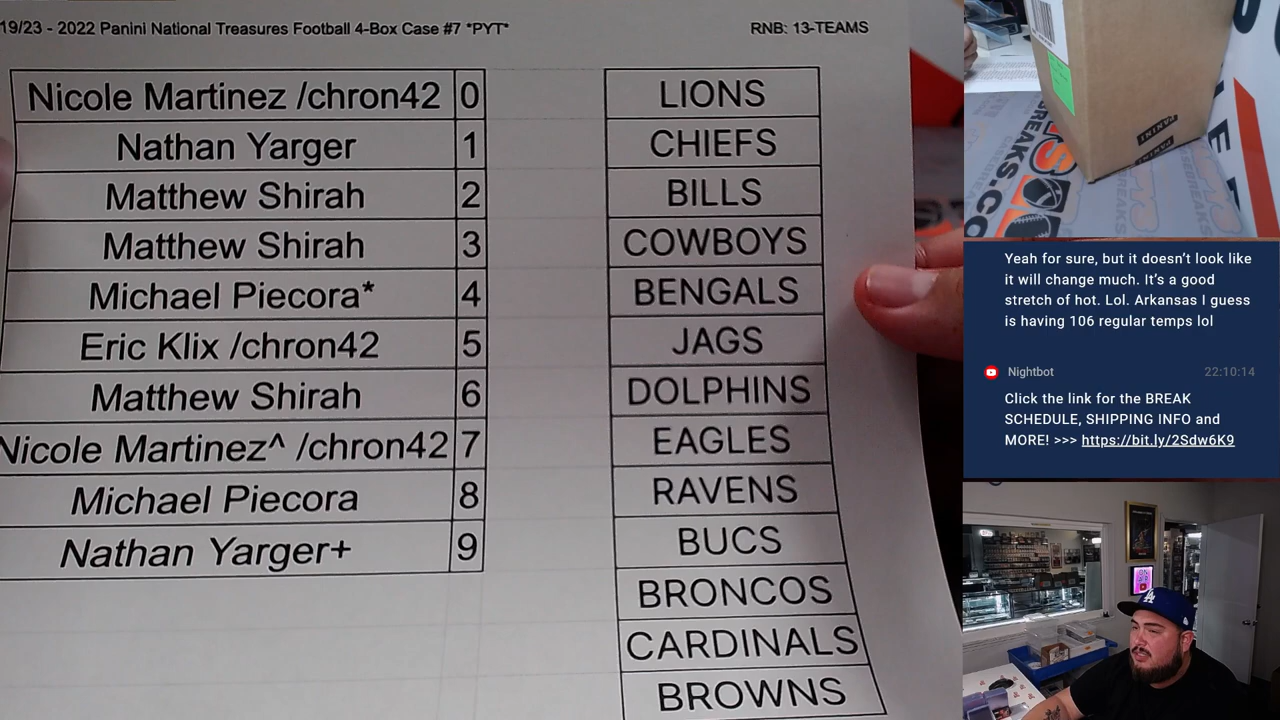 19/23 - 2022 Panini National Treasures Football 4-Box Case #7 *PYT*
RNB: 13-TEAMS
Nicole Martinez /chron42 0
Nathan Yarger 1
Matthew Shirah 2
Matthew Shirah 3
Michael Piecora* 4
Eric Klix /chron42 5
Matthew Shirah 6
Nicole Martinez^ /chron42 7
Michael Piecora 8
Nathan Yarger+ 9
LIONS
CHIEFS
BILLS
COWBOYS
BENGALS
JAGS
DOLPHINS
EAGLES
RAVENS
BUCS
BRONCOS
CARDINALS
BROWNS
PANINI
PANINI
BREAKS.CO
Yeah for sure, but it doesn’t look like
it will change much. It’s a good
stretch of hot. Lol. Arkansas I guess
is having 106 regular temps lol
Nightbot 22:10:14
Click the link for the BREAK
SCHEDULE, SHIPPING INFO and
MORE! >>> https://bit.ly/2Sdw6K9
LA